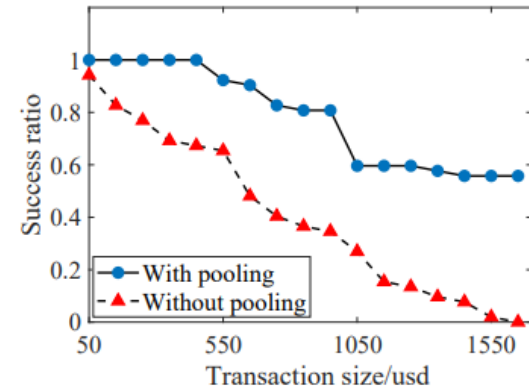 Success ratio
1
0.8
0.6
0.4
0.2
0
With pooling
Without pooling
50 550 1050 1550
Transaction size/usd